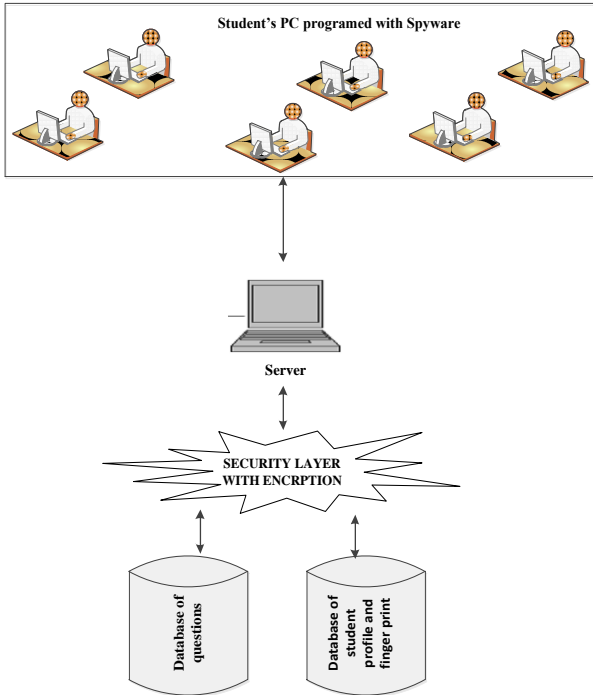 Student's PC programed with Spyware
Server
SECURITY LAYER
WITH ENCRPTION
Database of
questions
Database of
student
profile and
finger print